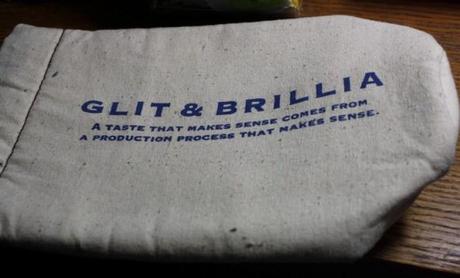 GLIT & BRILLIA
A TASTE THAT MAKES SENSE COMES FROM
A PRODUCTION PROCESS THAT MAKES SENSE.